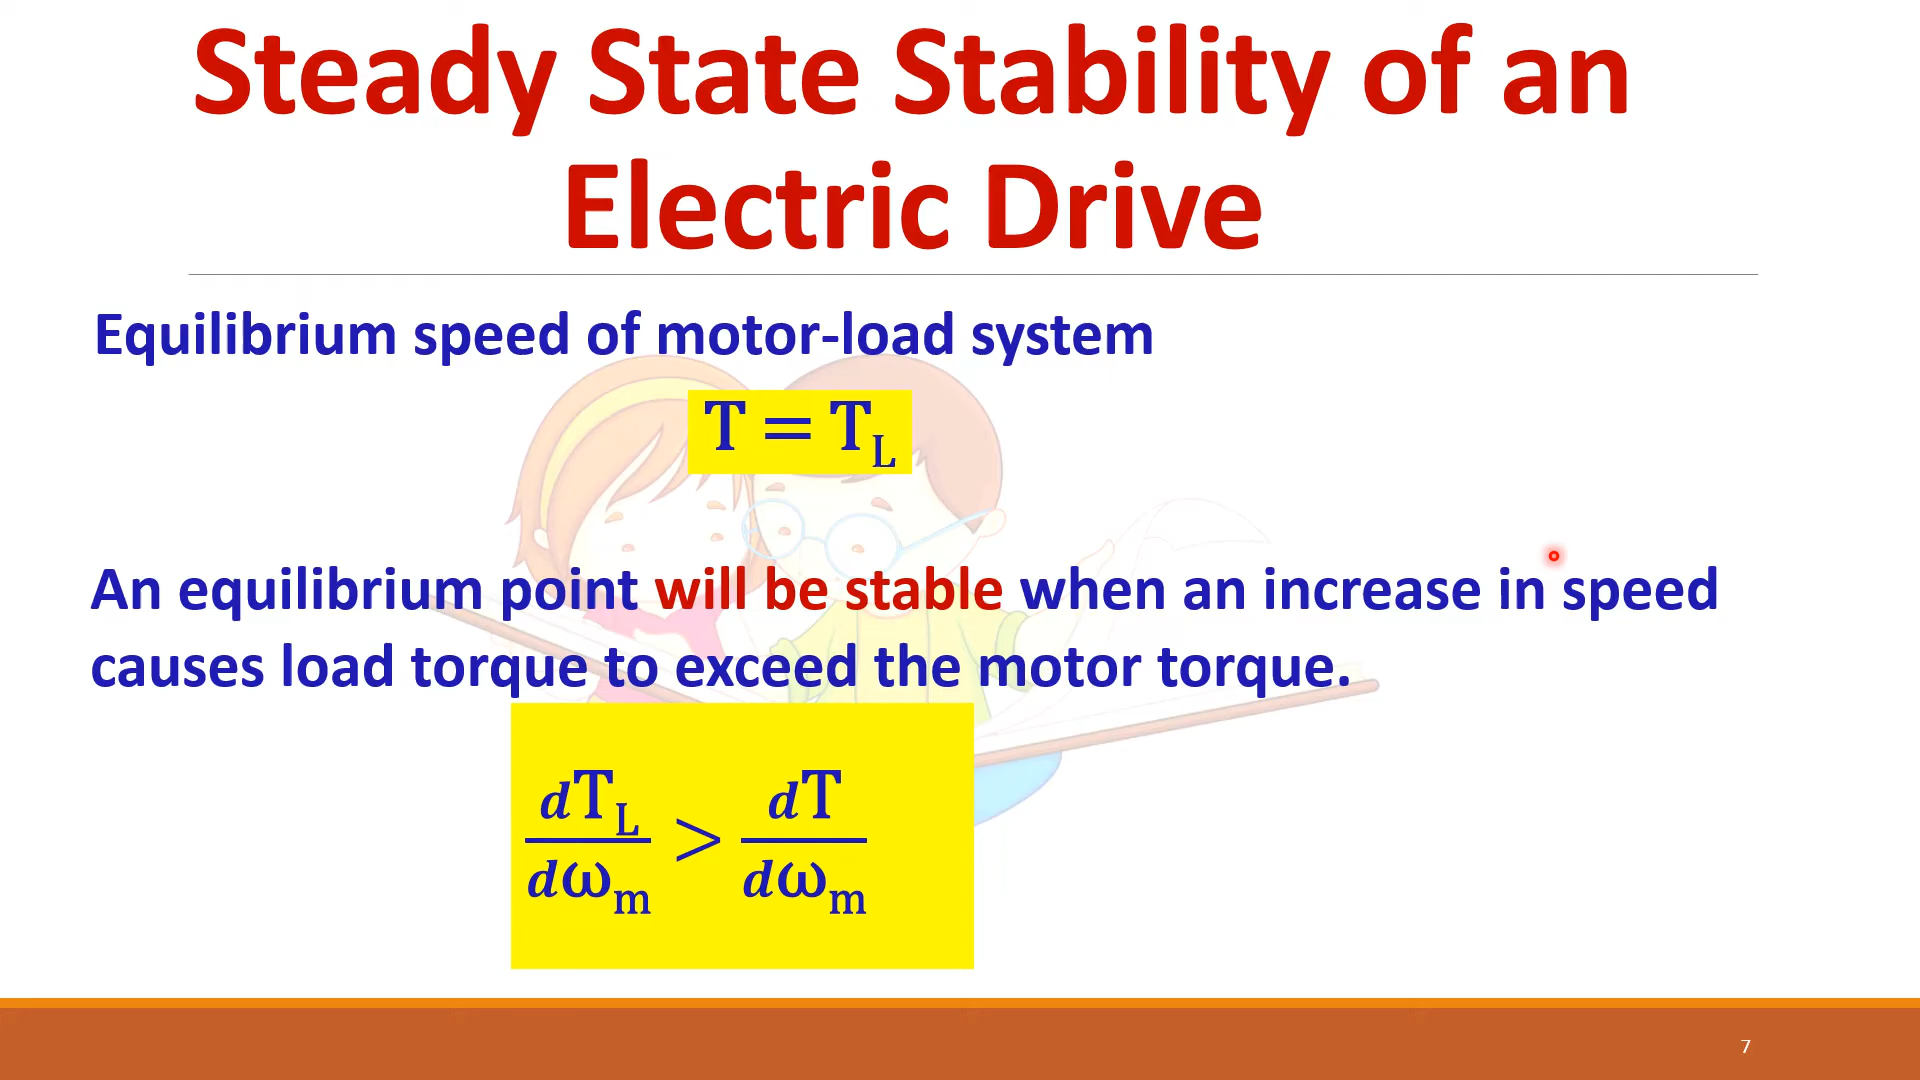 Steady State Stability of an
Electric Drive
Equilibrium speed of motor-load system
T = T_L
An equilibrium point will be stable when an increase in speed
causes load torque to exceed the motor torque.
dT_L/dω_m > dT/dω_m
7